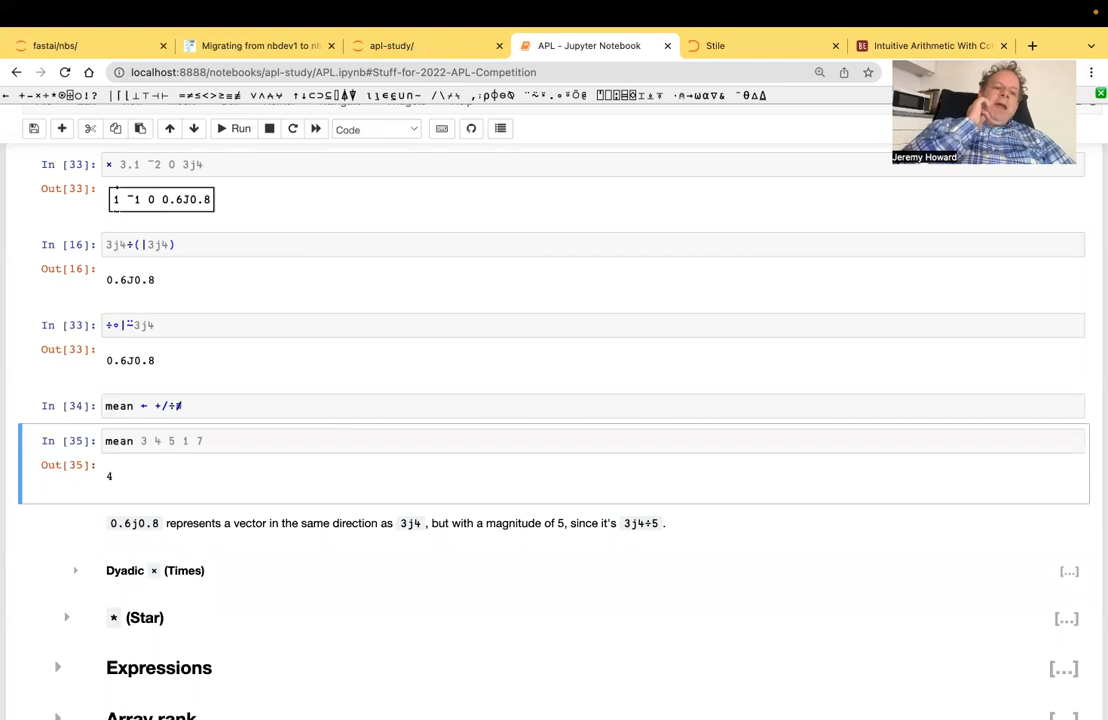 fastai/nbs/
Migrating from nbdev1 to n
apl-study/
APL - Jupyter Notebook
Stile
Intuitive Arithmetic With Co
localhost:8888/notebooks/apl-study/APL.ipynb#Stuff-for-2022-APL-Competition
Run
Code
Jeremy Howard
In [33]: × 3.1 ¯2 0 3j4
Out[33]:
1 ¯1 0 0.6J0.8
In [16]: 3j4÷(|3j4)
Out[16]:
0.6J0.8
In [33]: ÷∘|⍨3j4
Out[33]:
0.6J0.8
In [34]: mean ← +/÷≢
In [35]: mean 3 4 5 1 7
Out[35]:
4
0.6j0.8 represents a vector in the same direction as 3j4, but with a magnitude of 5, since it's 3j4÷5.
Dyadic × (Times) [...]
* (Star) [...]
Expressions [...]
Array rank